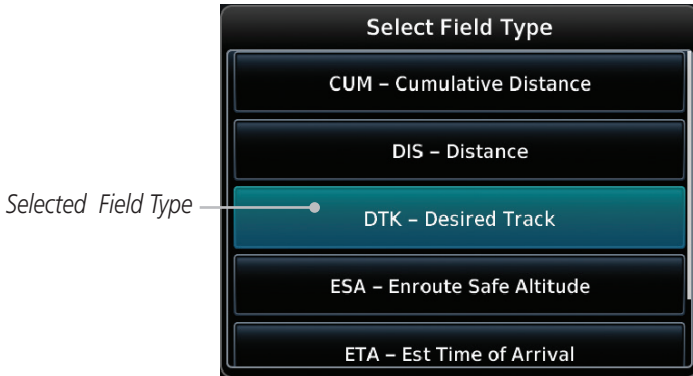 Select Field Type
CUM – Cumulative Distance
DIS – Distance
Selected Field Type
DTK – Desired Track
ESA – Enroute Safe Altitude
ETA – Est Time of Arrival